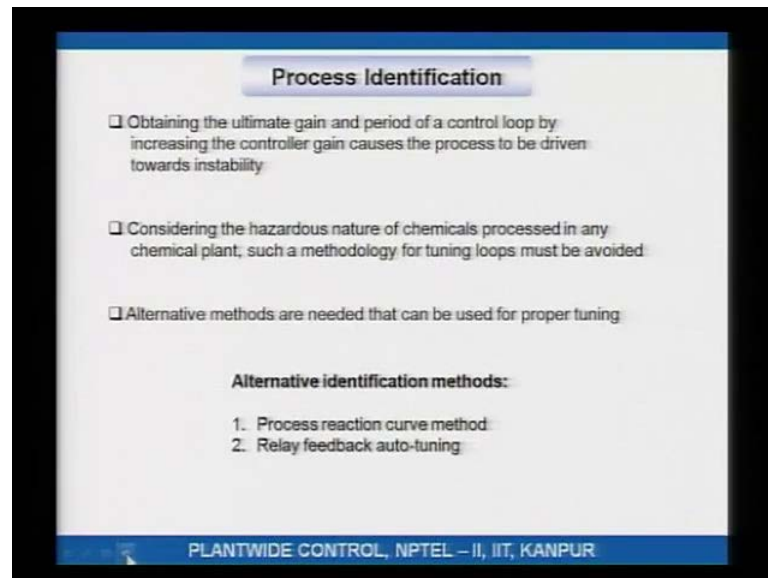 Process Identification
❑ Obtaining the ultimate gain and period of a control loop by
increasing the controller gain causes the process to be driven
towards instability
❑ Considering the hazardous nature of chemicals processed in any
chemical plant, such a methodology for tuning loops must be avoided
❑ Alternative methods are needed that can be used for proper tuning
Alternative identification methods:
1. Process reaction curve method
2. Relay feedback auto-tuning
PLANTWIDE CONTROL, NPTEL – II, IIT, KANPUR